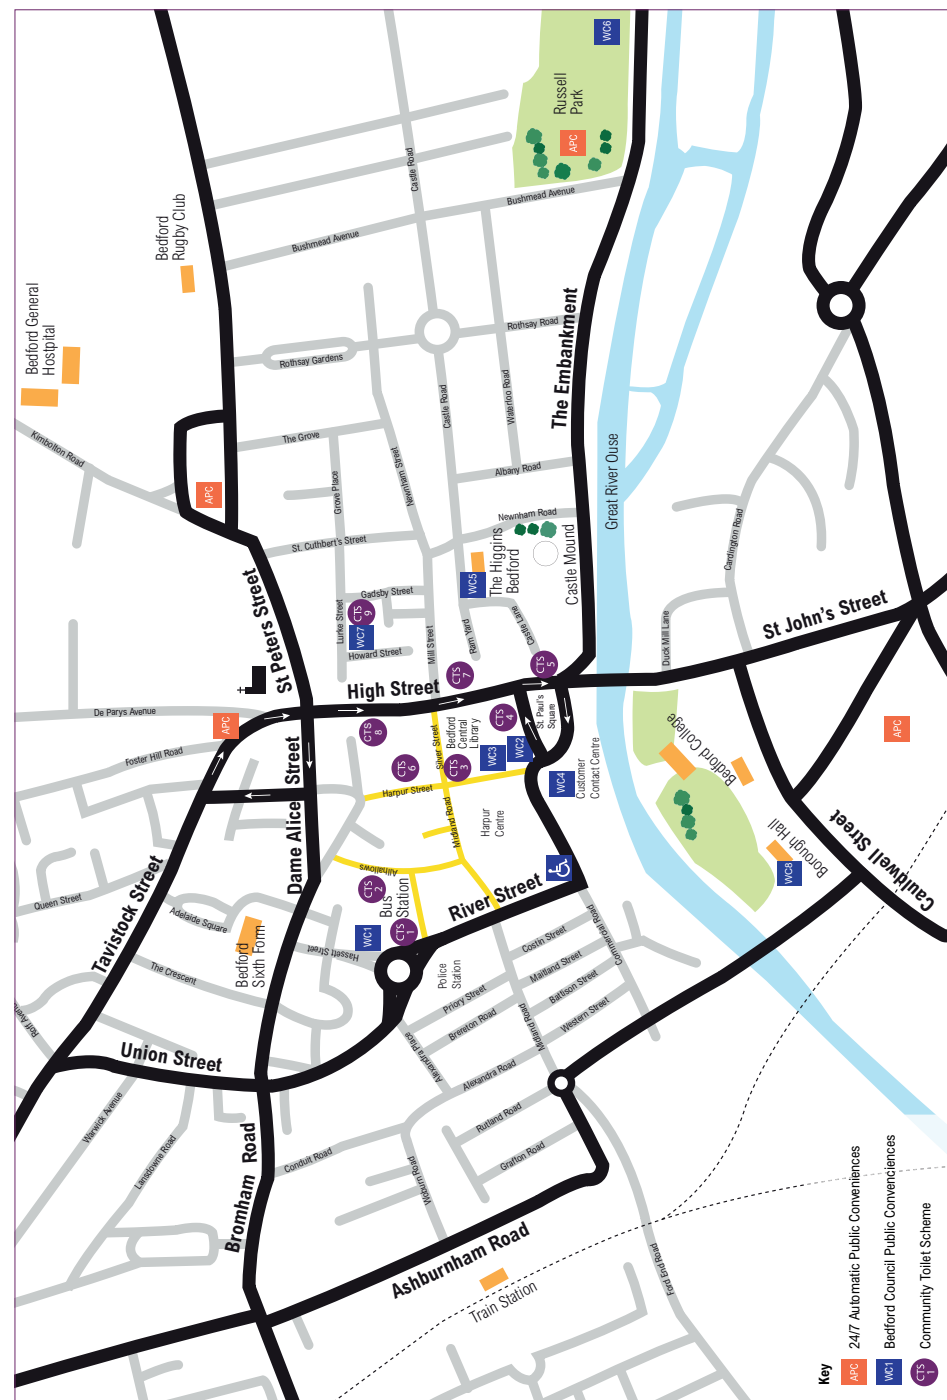 Bedford General
Hostpital
Bedford
Rugby Club
Russell
Park
WC6
APC
Kimbolton Road
Castle Road
Bushmead Avenue
Bushmead Avenue
Rothsay Gardens
Rothsay Road
Castle Road
Waterloo Road
The Embankment
The Grove
Grove Place
Newnham Street
Albany Road
Newnham Road
Great River Ouse
APC
St. Cuthbert's Street
St Peters Street
Gadsby Street
Lurke Street
CTS
9
WC7
Howard Street
Mill Street
Ram Yard
WC5
The Higgins
Bedford
Castle Mound
Castle Lane
Cardington Road
Duck Mill Lane
St John's Street
De Parys Avenue
APC
Foster Hill Road
High Street
CTS
7
CTS
5
CTS
8
CTS
6
Silver Street
Bedford
Central
Library
CTS
3
CTS
4
WC3
WC2
St. Paul's
Square
WC4
Customer
Contact Centre
Harpur Street
Harpur
Centre
Midland Road
Dame Alice Street
Allhallows
CTS
2
Bus
Station
CTS
1
WC1
River Street
Bedford College
Borough Hall
WC8
APC
Cauldwell Street
Queen Street
Tavistock Street
Adelaide Square
Bedford
Sixth Form
Hassett Street
The Crescent
Police
Station
Costin Street
Maitland Street
Battison Street
Western Street
Commercial Road
Priory Street
Brereton Road
Midland Road
Alexandra Place
Alexandra Road
Union Street
Warwick Avenue
Lansdowne Road
Bromham Road
Conduit Road
Woburn Road
Rutland Road
Grafton Road
Ashburnham Road
Train Station
Ford End Road
Key
APC
24/7 Automatic Public Conveniences
WC1
Bedford Council Public Convenciences
CTS
1
Community Toilet Scheme